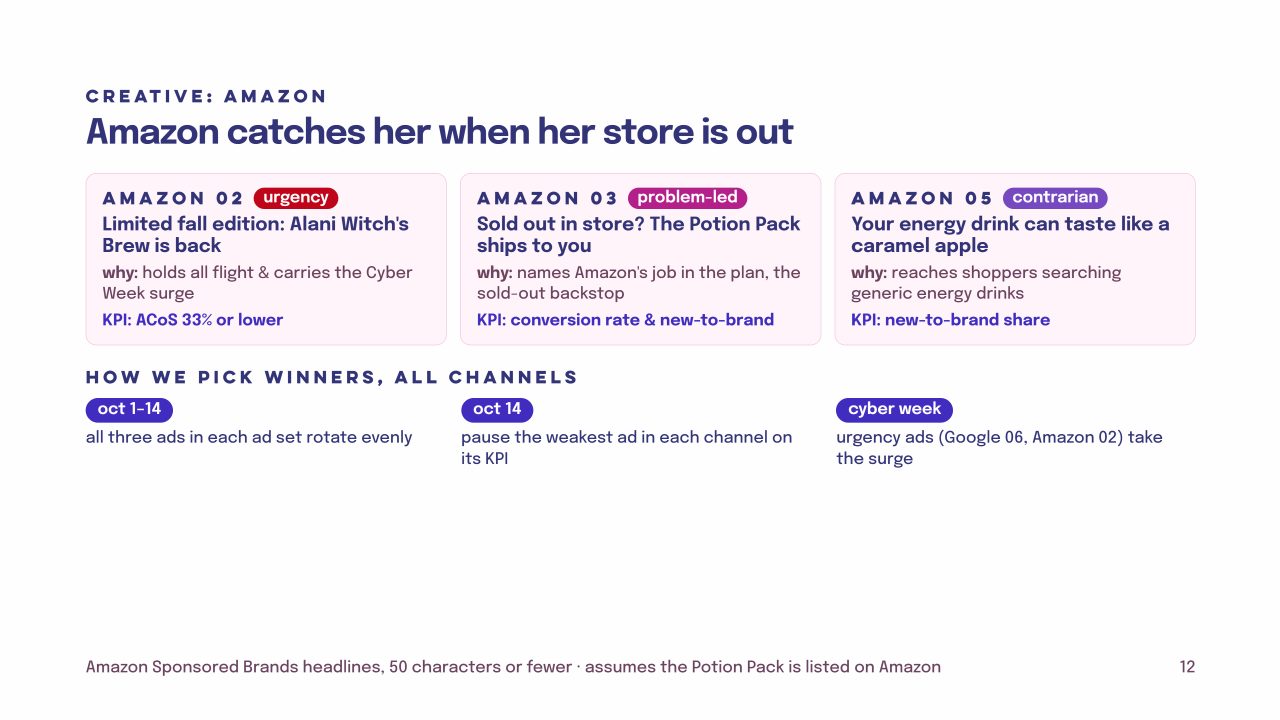 CREATIVE: AMAZON
Amazon catches her when her store is out
AMAZON 02 urgency
Limited fall edition: Alani Witch's
Brew is back
why: holds all flight & carries the Cyber
Week surge
KPI: ACoS 33% or lower
AMAZON 03 problem-led
Sold out in store? The Potion Pack
ships to you
why: names Amazon's job in the plan, the
sold-out backstop
KPI: conversion rate & new-to-brand
AMAZON 05 contrarian
Your energy drink can taste like a
caramel apple
why: reaches shoppers searching
generic energy drinks
KPI: new-to-brand share
HOW WE PICK WINNERS, ALL CHANNELS
oct 1–14
all three ads in each ad set rotate evenly
oct 14
pause the weakest ad in each channel on
its KPI
cyber week
urgency ads (Google 06, Amazon 02) take
the surge
Amazon Sponsored Brands headlines, 50 characters or fewer · assumes the Potion Pack is listed on Amazon
12